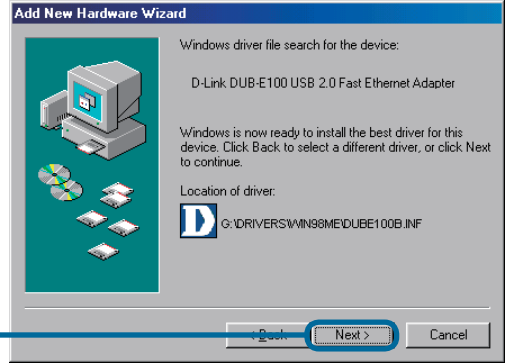 Add New Hardware Wizard
Windows driver file search for the device:
D-Link DUB-E100 USB 2.0 Fast Ethernet Adapter
Windows is now ready to install the best driver for this
device. Click Back to select a different driver, or click Next
to continue.
Location of driver:
D
G:\DRIVERS\WIN98ME\DUBE100B.INF
< Back Next > Cancel